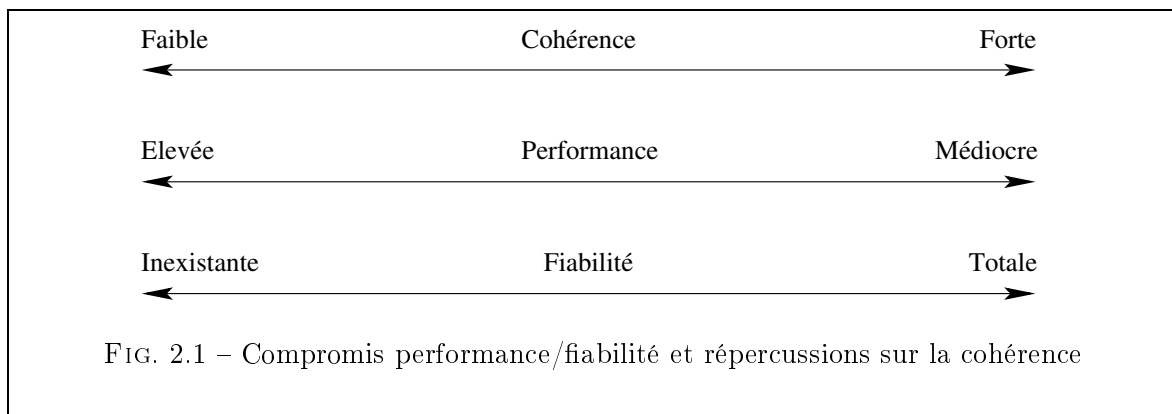 Faible Cohérence Forte
Elevée Performance Médiocre
Inexistante Fiabilité Totale
FIG. 2.1 – Compromis performance/fiabilité et répercussions sur la cohérence